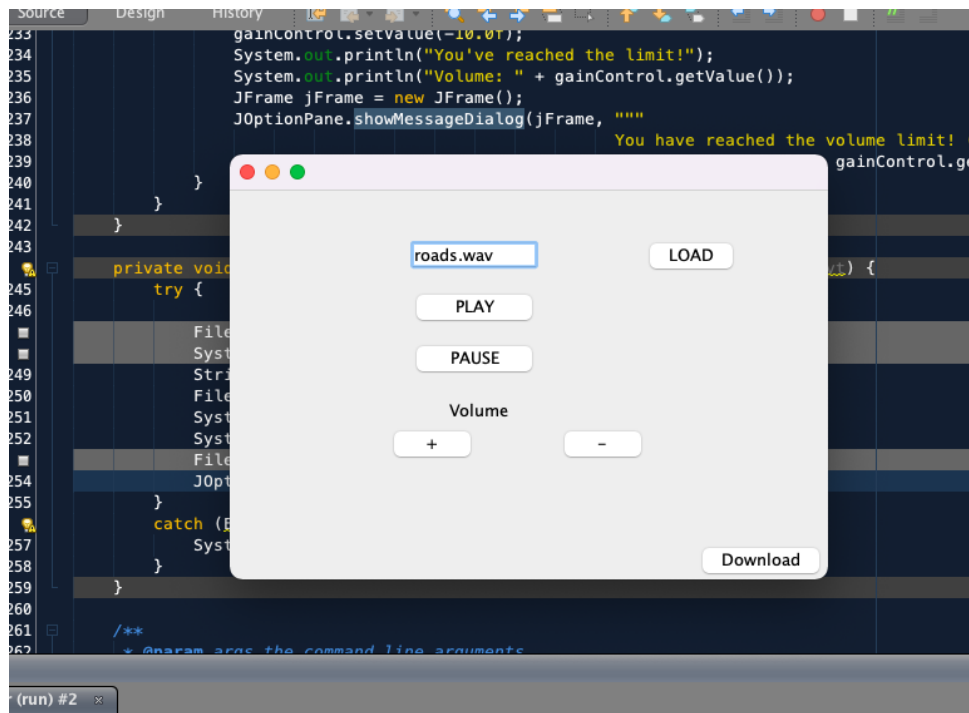 Source Design History
233 gainControl.setValue(-10.0f);
234 System.out.println("You've reached the limit!");
235 System.out.println("Volume: " + gainControl.getValue());
236 JFrame jFrame = new JFrame();
237 JOptionPane.showMessageDialog(jFrame, """
238 You have reached the volume limit!
239 gainControl.ge
240 }
241 }
242 }
243
private void ) {
245 try {
246
File
Syst
249 Stri
250 File
251 Syst
252 Syst
File
254 JOpt
255 }
catch (E
257 Syst
258 }
259 }
260
261 /**
262 * @param args the command line arguments
roads.wav LOAD
PLAY
PAUSE
Volume
+ -
Download
(run) #2